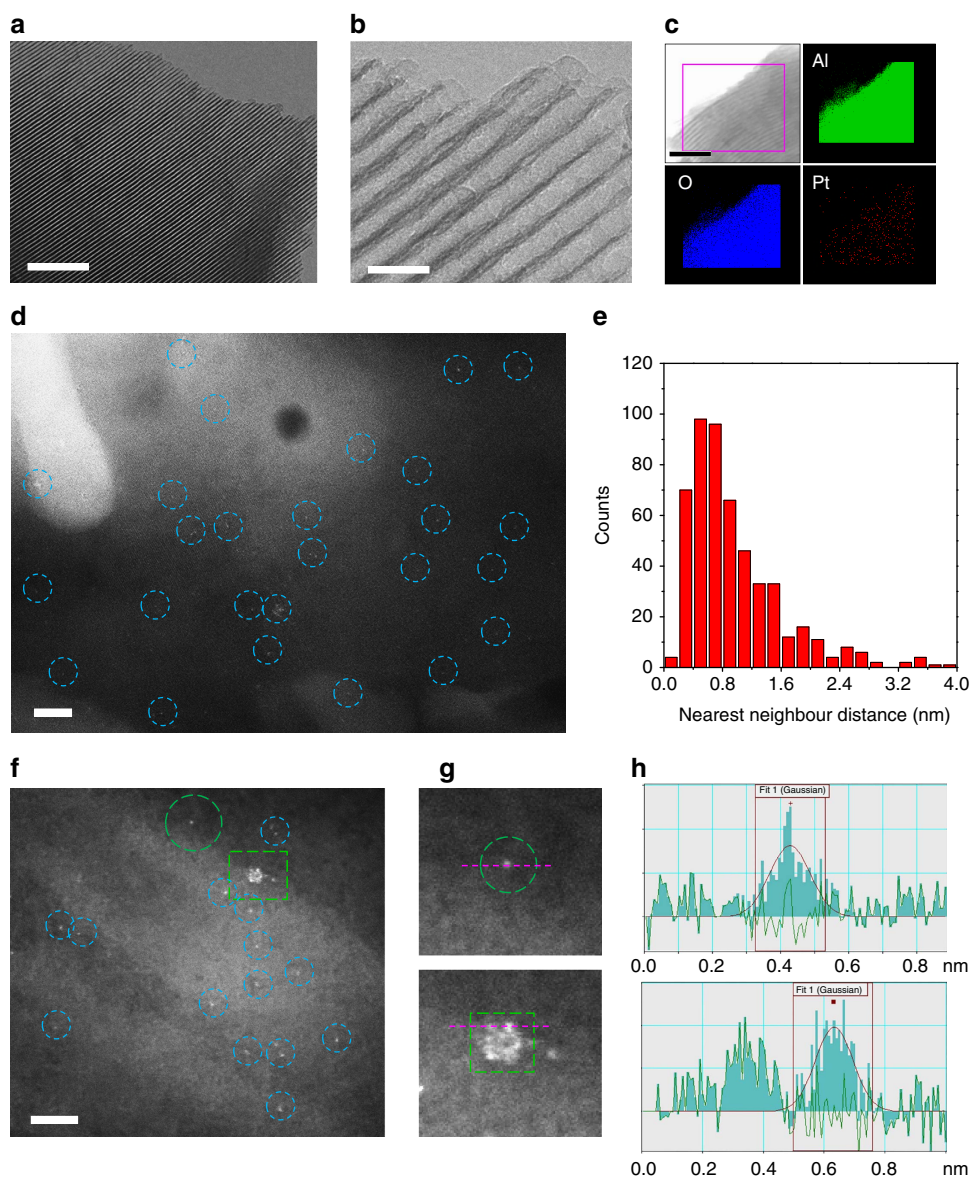 a
b
c
Al
O
Pt
d
e
120
100
80
60
40
20
0
Counts
0.0 0.8 1.6 2.4 3.2 4.0
Nearest neighbour distance (nm)
f
g
h
Fit 1 (Gaussian)
0.0 0.2 0.4 0.6 0.8 nm
Fit 1 (Gaussian)
0.0 0.2 0.4 0.6 0.8 nm